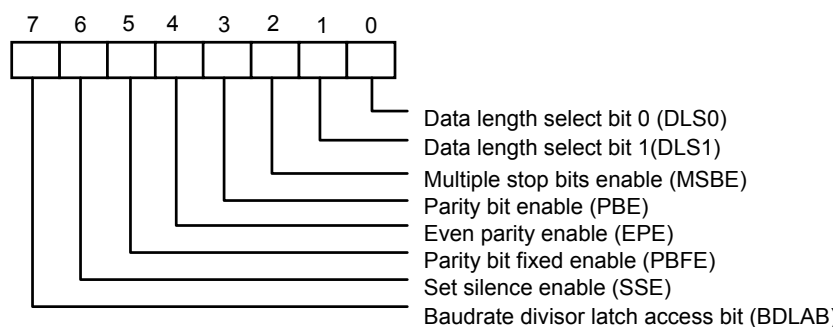 7 6 5 4 3 2 1 0
Data length select bit 0 (DLS0)
Data length select bit 1(DLS1)
Multiple stop bits enable (MSBE)
Parity bit enable (PBE)
Even parity enable (EPE)
Parity bit fixed enable (PBFE)
Set silence enable (SSE)
Baudrate divisor latch access bit (BDLAB)